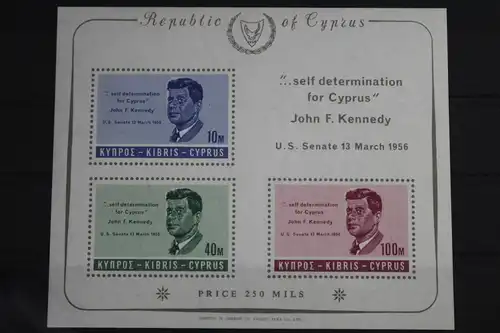 Republic of Cyprus
"..self determination
for Cyprus"
John F. Kennedy
U.S. Senate 13 March 1956
10M
ΚΥΠΡΟΣ - KIBRIS - CYPRUS
"..self determination
for Cyprus"
John F. Kennedy
U.S. Senate 13 March 1956
"..self determination
for Cyprus"
John F. Kennedy
U.S. Senate 13 March 1956
40M
ΚΥΠΡΟΣ - KIBRIS - CYPRUS
"..self determination
for Cyprus"
John F. Kennedy
U.S. Senate 13 March 1956
100M
ΚΥΠΡΟΣ - KIBRIS - CYPRUS
PRICE 250 MILS